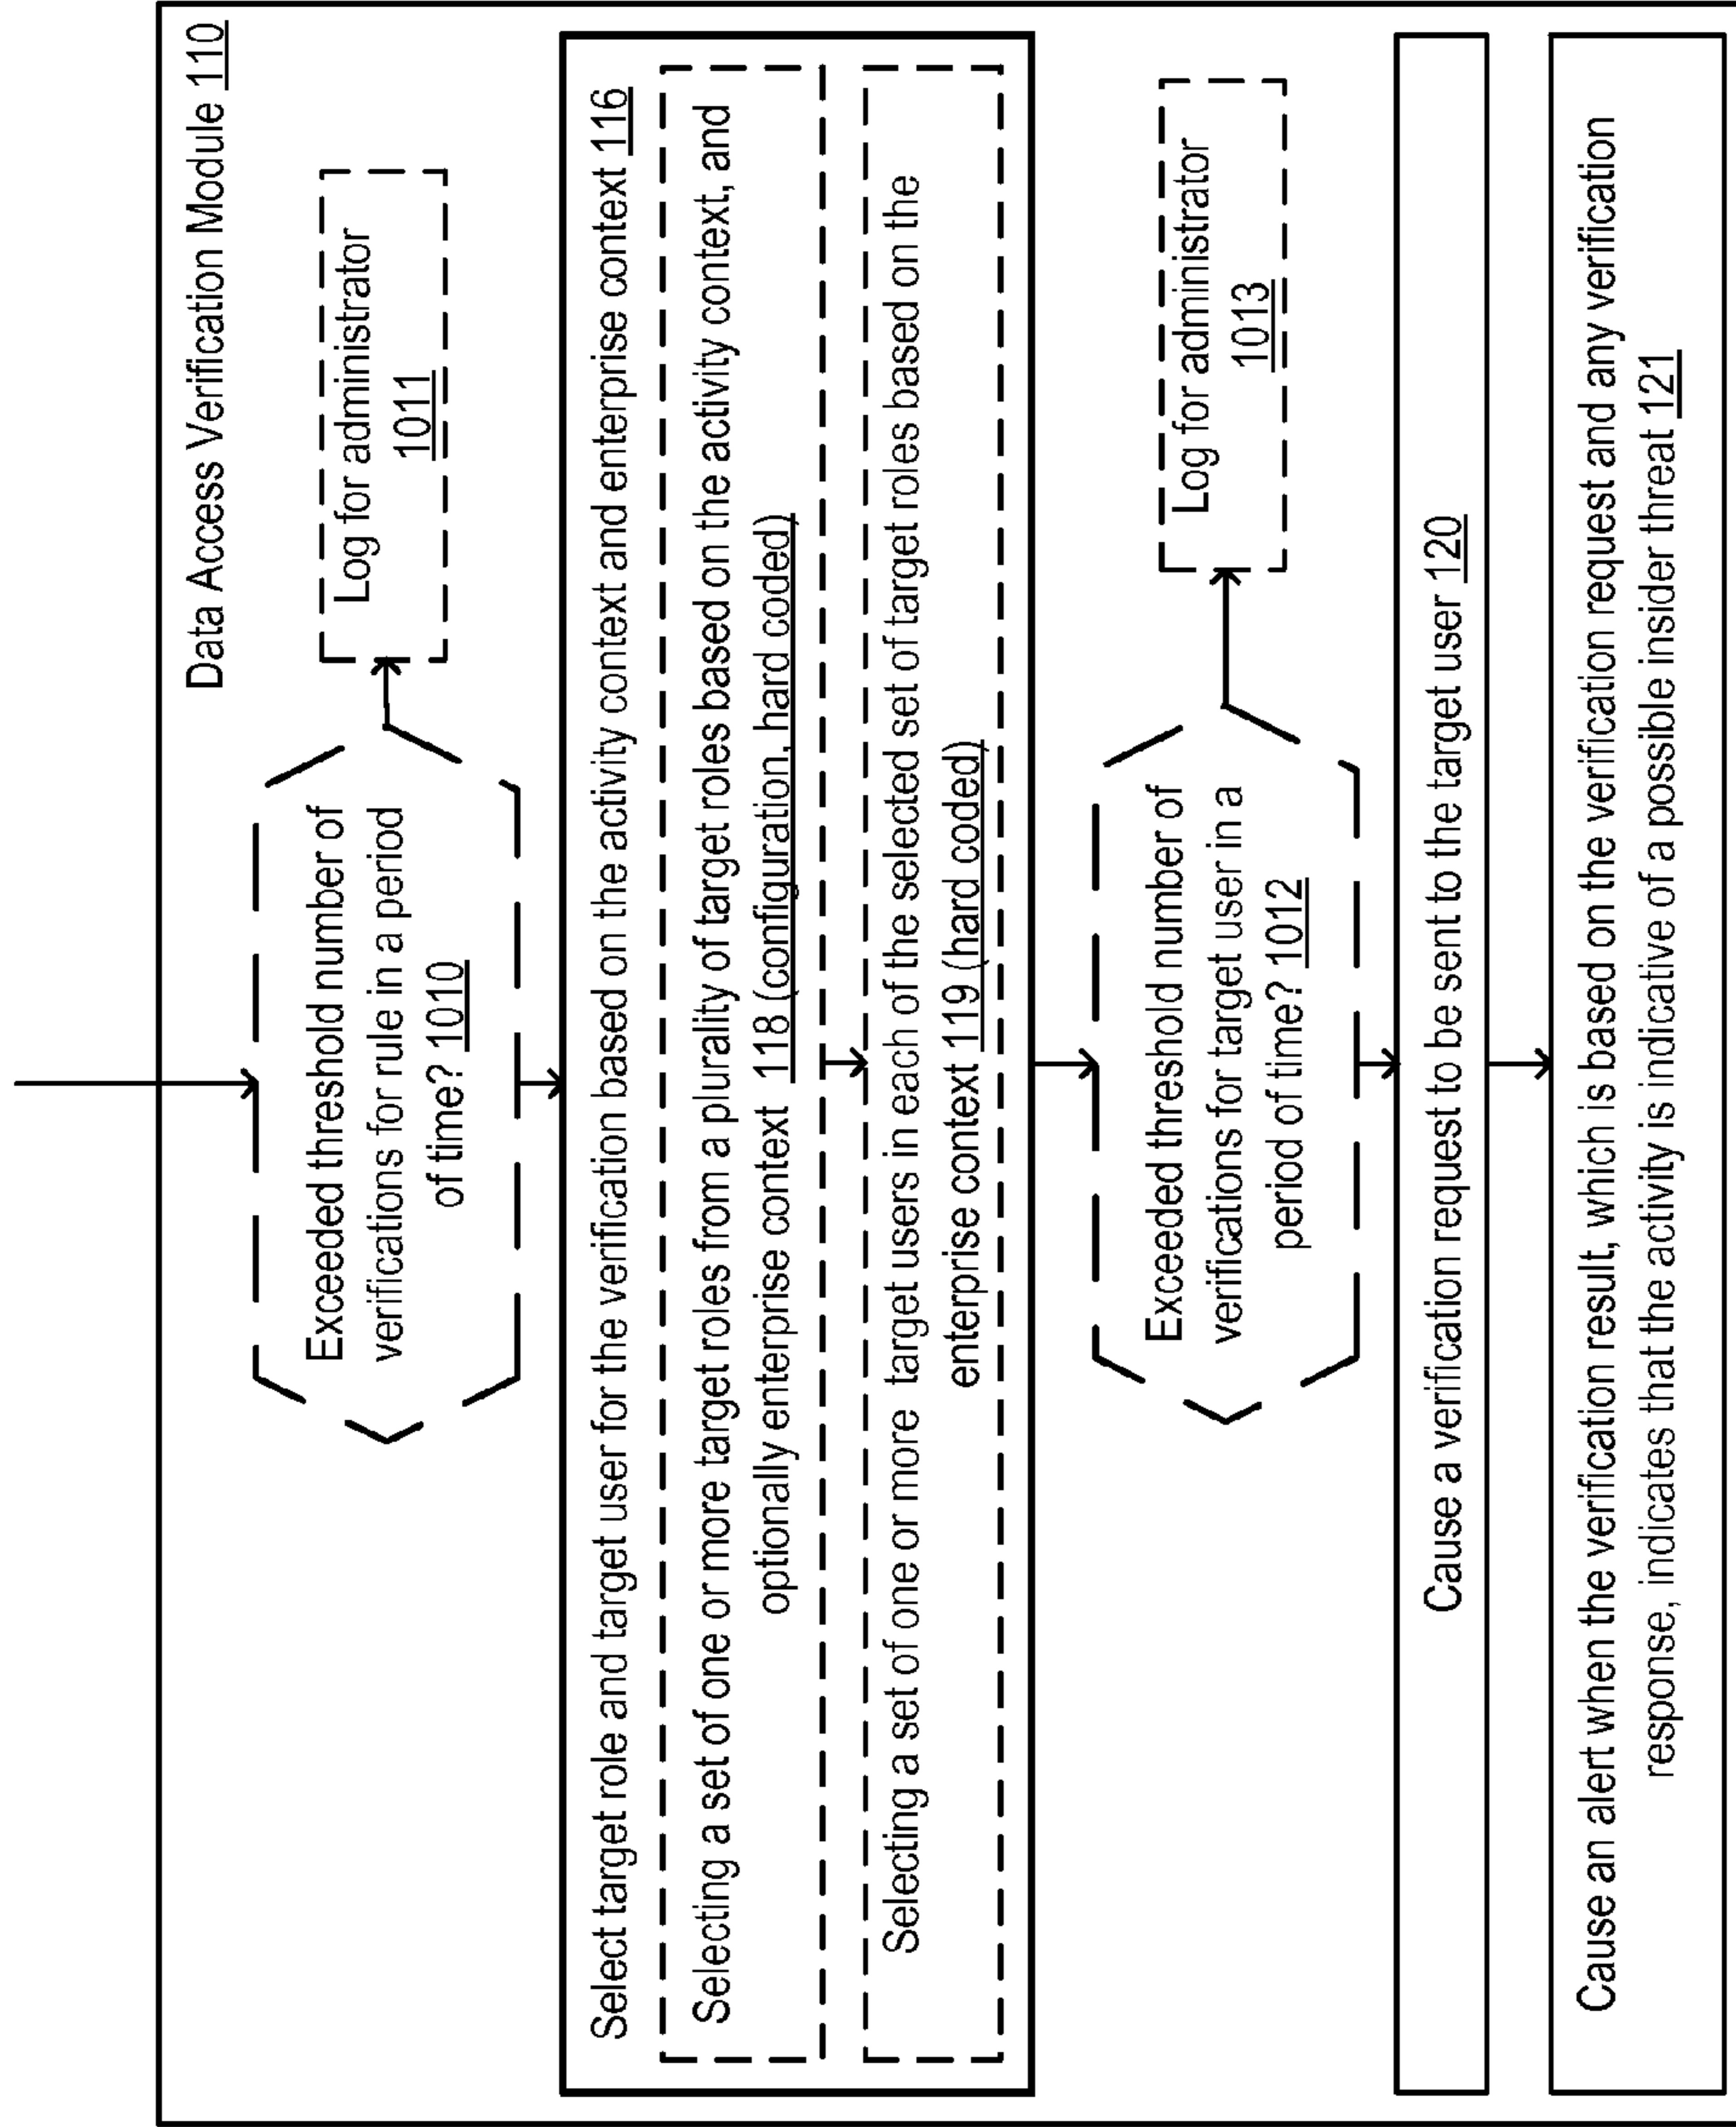 Data Access Verification Module 110
Exceeded threshold number of
verifications for rule in a period
of time? 1010
Log for administrator
1011
Select target role and target user for the verification based on the activity context and enterprise context 116
Selecting a set of one or more target roles from a plurality of target roles based on the activity context, and
optionally enterprise context 118 (configuration, hard coded)
Selecting a set of one or more target users in each of the selected set of target roles based on the
enterprise context 119 (hard coded)
Exceeded threshold number of
verifications for target user in a
period of time? 1012
Log for administrator
1013
Cause a verification request to be sent to the target user 120
Cause an alert when the verification result, which is based on the verification request and any verification
response, indicates that the activity is indicative of a possible insider threat 121